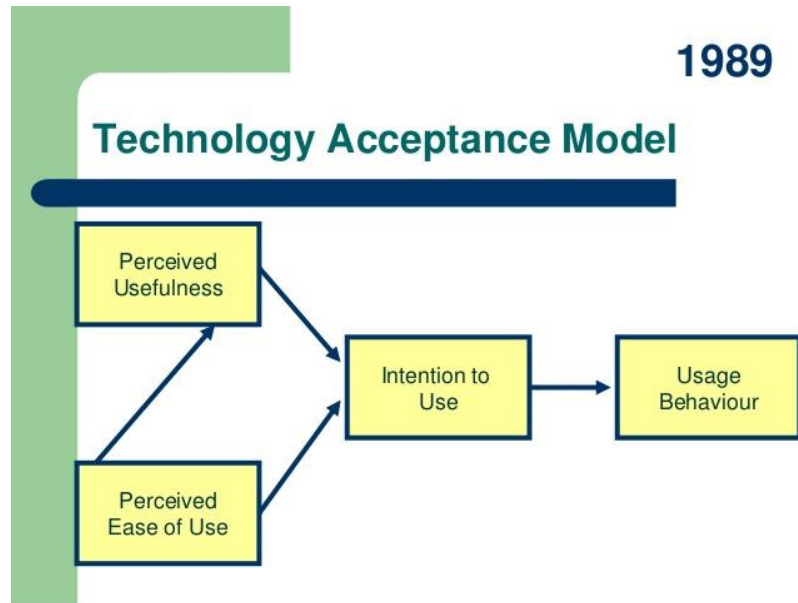 1989
Technology Acceptance Model
Perceived
Usefulness
Intention to
Use
Usage
Behaviour
Perceived
Ease of Use